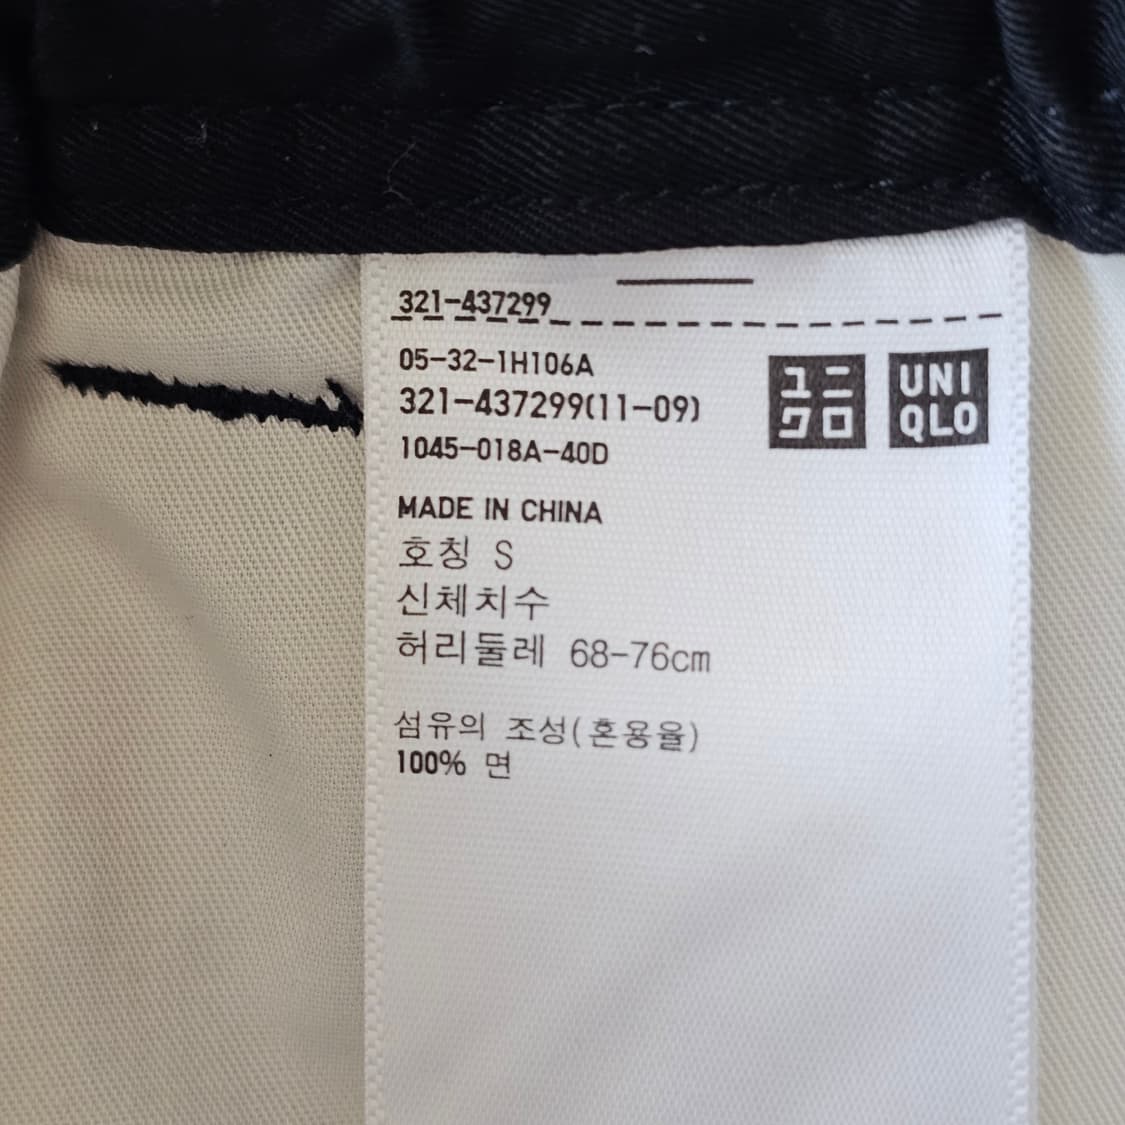 321-437299
05-32-1H106A
321-437299(11-09)
1045-018A-40D
ユニ
クロ
UNI
QLO
MADE IN CHINA
호칭 S
신체치수
허리둘레 68-76cm
섬유의 조성(혼용율)
100% 면